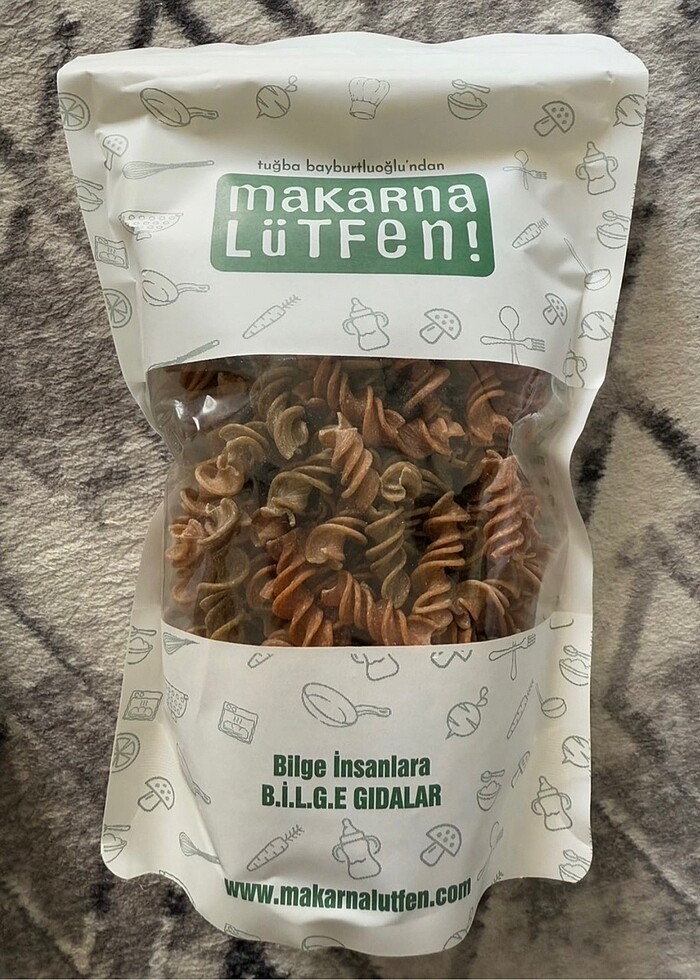 tuğba bayburtluoğlu'ndan
maKaRna
LüTFen!
Bilge İnsanlara
B.İ.L.G.E GIDALAR
www.makarnalutfen.com